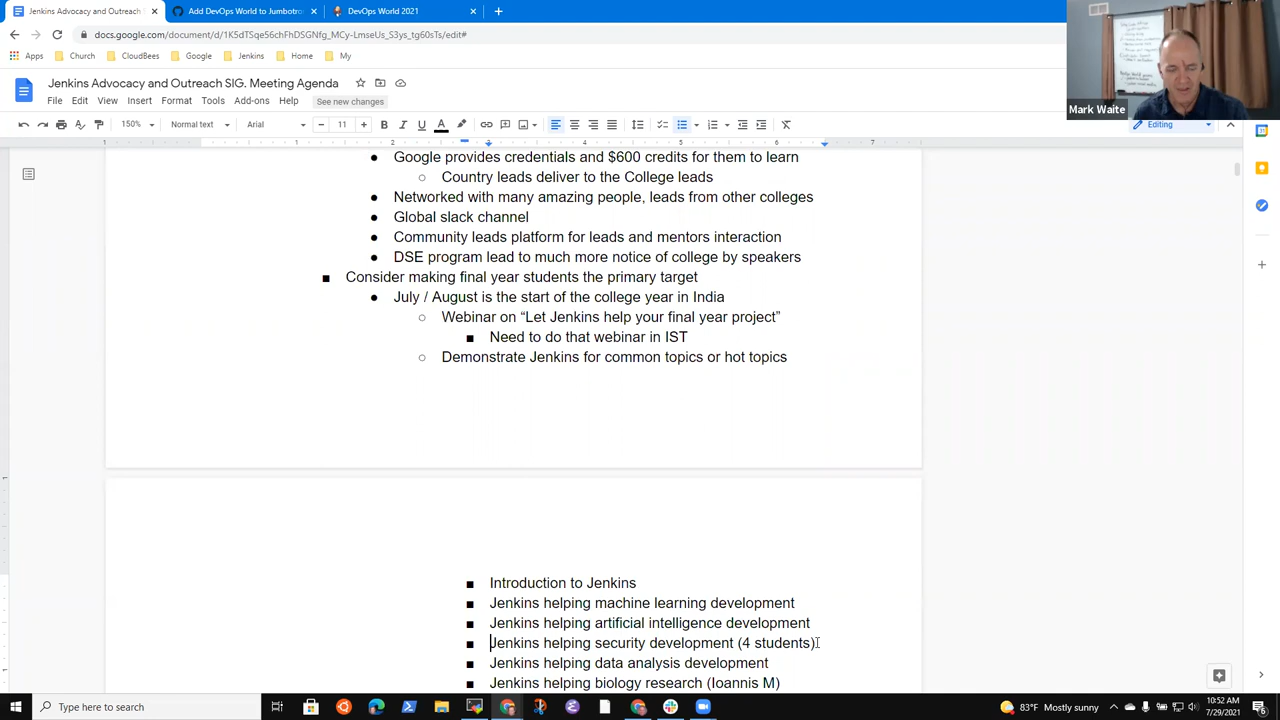 Jenkins Advocacy and Outreach S
Add DevOps World to Jumbotro
DevOps World 2021
docs.google.com/document/d/1K5dTSqe56chFhDSGNfg_MCy-LnseUs_S3ys_tgOSPMc/edit#
Apps
Church
CloudBees
Google
Jenkins
Home
My
Jenkins Advocacy and Outreach SIG. Meeting Agenda
File Edit View Insert Format Tools Add-ons Help See new changes
150% Normal text Arial 11 B I U A Editing
Mark Waite
1 1 2 3 4 5 6 7
Google provides credentials and $600 credits for them to learn
Country leads deliver to the College leads
Networked with many amazing people, leads from other colleges
Global slack channel
Community leads platform for leads and mentors interaction
DSE program lead to much more notice of college by speakers
Consider making final year students the primary target
July / August is the start of the college year in India
Webinar on “Let Jenkins help your final year project”
Need to do that webinar in IST
Demonstrate Jenkins for common topics or hot topics
Introduction to Jenkins
Jenkins helping machine learning development
Jenkins helping artificial intelligence development
Jenkins helping security development (4 students)
Jenkins helping data analysis development
Jenkins helping biology research (Ioannis M)
Type here to search
83°F Mostly sunny
10:52 AM
7/29/2021